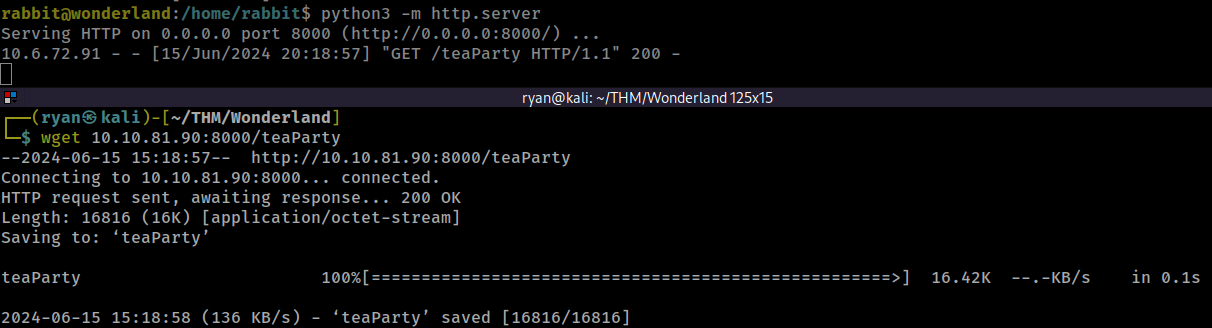 rabbit@wonderland:/home/rabbit$ python3 -m http.server
Serving HTTP on 0.0.0.0 port 8000 (http://0.0.0.0:8000/) ...
10.6.72.91 - - [15/Jun/2024 20:18:57] "GET /teaParty HTTP/1.1" 200 -
ryan@kali: ~/THM/Wonderland 125x15
┌──(ryan㉿kali)-[~/THM/Wonderland]
└─$ wget 10.10.81.90:8000/teaParty
--2024-06-15 15:18:57--  http://10.10.81.90:8000/teaParty
Connecting to 10.10.81.90:8000... connected.
HTTP request sent, awaiting response... 200 OK
Length: 16816 (16K) [application/octet-stream]
Saving to: ‘teaParty’
teaParty 100%[===================================================>] 16.42K --.-KB/s in 0.1s
2024-06-15 15:18:58 (136 KB/s) - ‘teaParty’ saved [16816/16816]